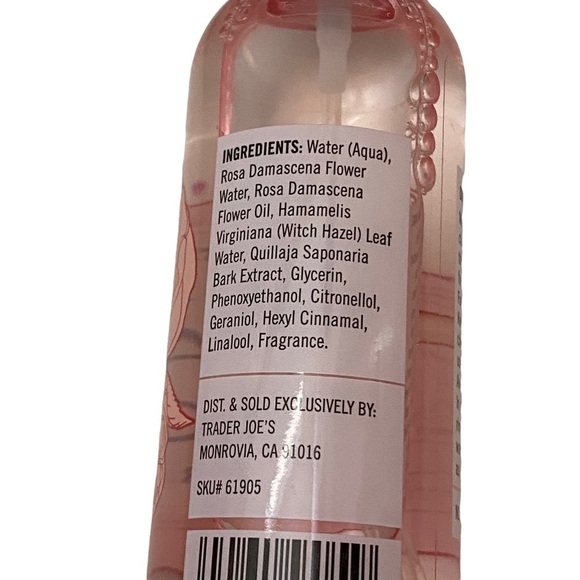 INGREDIENTS: Water (Aqua),
Rosa Damascena Flower
Water, Rosa Damascena
Flower Oil, Hamamelis
Virginiana (Witch Hazel) Leaf
Water, Quillaja Saponaria
Bark Extract, Glycerin,
Phenoxyethanol, Citronellol,
Geraniol, Hexyl Cinnamal,
Linalool, Fragrance.
DIST. & SOLD EXCLUSIVELY BY:
TRADER JOE'S
MONROVIA, CA 91016
SKU# 61905